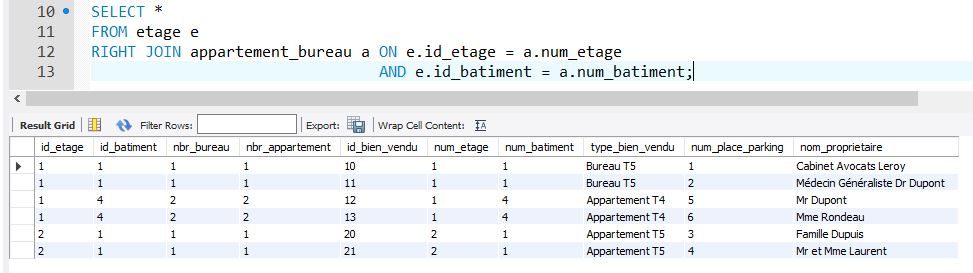 10 SELECT *
11 FROM etage e
12 RIGHT JOIN appartement_bureau a ON e.id_etage = a.num_etage
13 AND e.id_batiment = a.num_batiment;
Result Grid Filter Rows: Export: Wrap Cell Content:
id_etage id_batiment nbr_bureau nbr_appartement id_bien_vendu num_etage num_batiment type_bien_vendu num_place_parking nom_proprietaire
1 1 1 1 10 1 1 Bureau T5 1 Cabinet Avocats Leroy
1 1 1 1 11 1 1 Bureau T5 2 Médecin Généraliste Dr Dupont
1 4 2 2 12 1 4 Appartement T4 5 Mr Dupont
1 4 2 2 13 1 4 Appartement T4 6 Mme Rondeau
2 1 1 1 20 2 1 Appartement T5 3 Famille Dupuis
2 1 1 1 21 2 1 Appartement T5 4 Mr et Mme Laurent